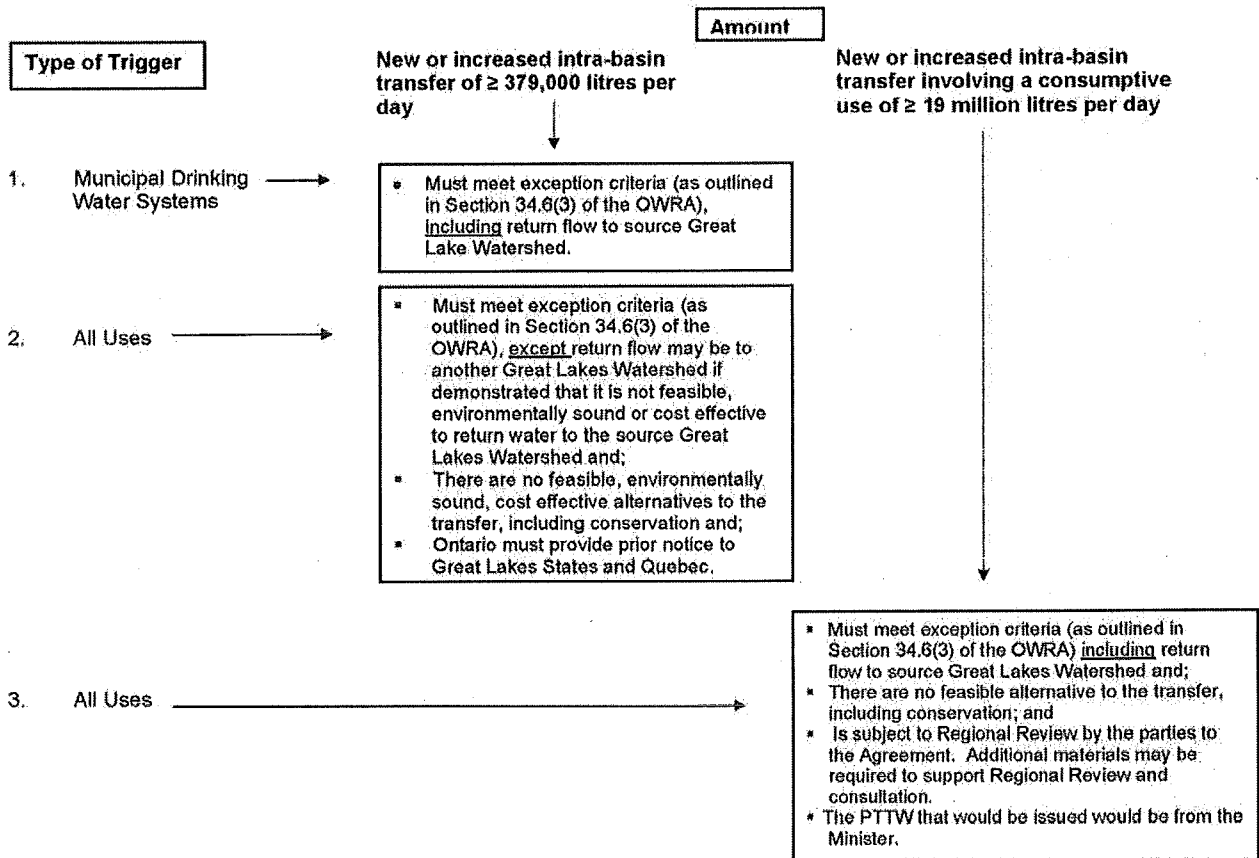 Amount
Type of Trigger
New or increased intra-basin
transfer of ≥ 379,000 litres per
day
New or increased intra-basin
transfer involving a consumptive
use of ≥ 19 million litres per day
1. Municipal Drinking
Water Systems
• Must meet exception criteria (as outlined
in Section 34.6(3) of the OWRA),
including return flow to source Great
Lake Watershed.
2. All Uses
▪ Must meet exception criteria (as
outlined in Section 34.6(3) of the
OWRA), except return flow may be to
another Great Lakes Watershed if
demonstrated that it is not feasible,
environmentally sound or cost effective
to return water to the source Great
Lakes Watershed and;
▪ There are no feasible, environmentally
sound, cost effective alternatives to the
transfer, including conservation and;
▪ Ontario must provide prior notice to
Great Lakes States and Quebec.
3. All Uses
▪ Must meet exception criteria (as outlined in
Section 34.6(3) of the OWRA) including return
flow to source Great Lakes Watershed and;
▪ There are no feasible alternative to the transfer,
including conservation; and
▪ Is subject to Regional Review by the parties to
the Agreement. Additional materials may be
required to support Regional Review and
consultation.
▪ The PTTW that would be issued would be from the
Minister.